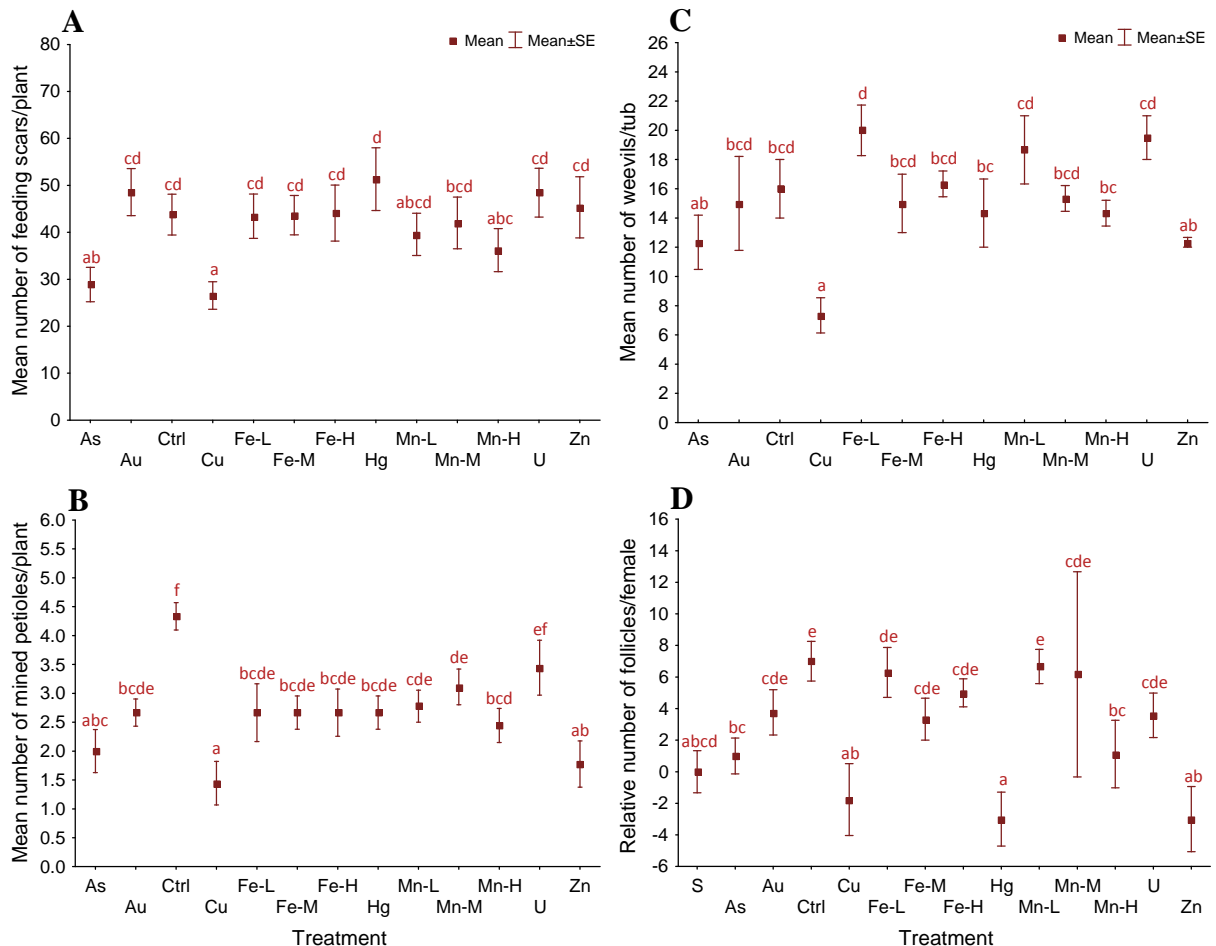 A
Mean Mean±SE
Mean number of feeding scars/plant
80
70
60
50
40
30
20
10
0
ab
cd
cd
a
cd
cd
cd
d
abcd
bcd
abc
cd
cd
As Ctrl Fe-L Fe-H Mn-L Mn-H Zn
Au Cu Fe-M Hg Mn-M U
C
Mean Mean±SE
Mean number of weevils/tub
26
24
22
20
18
16
14
12
10
8
6
4
2
0
ab
bcd
bcd
a
d
bcd
bcd
bc
cd
bcd
bc
cd
ab
As Ctrl Fe-L Fe-H Mn-L Mn-H Zn
Au Cu Fe-M Hg Mn-M U
B
Mean number of mined petioles/plant
6.0
5.5
5.0
4.5
4.0
3.5
3.0
2.5
2.0
1.5
1.0
0.5
0.0
abc
bcde
f
a
bcde
bcde
bcde
bcde
cde
de
bcd
ef
ab
As Ctrl Fe-L Fe-H Mn-L Mn-H Zn
Au Cu Fe-M Hg Mn-M U
Treatment
D
Relative number of follicles/female
16
14
12
10
8
6
4
2
0
-2
-4
-6
abcd
bc
cde
e
ab
de
cde
cde
a
e
cde
bc
cde
ab
S Au Cu Fe-M Hg Mn-M U
As Ctrl Fe-L Fe-H Mn-L Mn-H Zn
Treatment